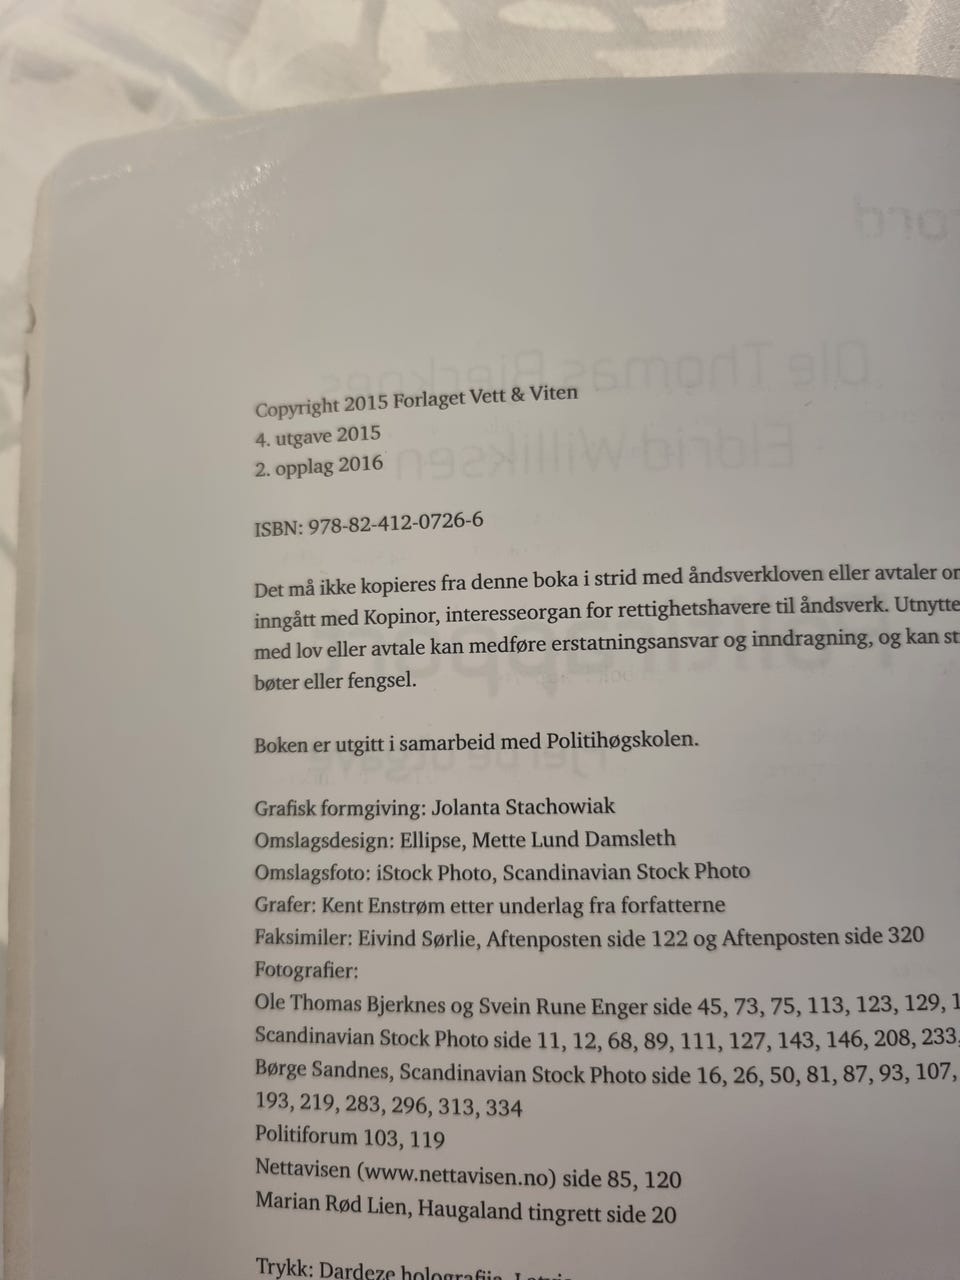 Copyright 2015 Forlaget Vett & Viten
4. utgave 2015
2. opplag 2016
ISBN: 978-82-412-0726-6
Det må ikke kopieres fra denne boka i strid med åndsverkloven eller avtaler
inngått med Kopinor, interesseorgan for rettighetshavere til åndsverk.
med lov eller avtale kan medføre erstatningsansvar og inndragning, og kan
bøter eller fengsel.
Boken er utgitt i samarbeid med Politihøgskolen.
Grafisk formgiving: Jolanta Stachowiak
Omslagsdesign: Ellipse, Mette Lund Damsleth
Omslagsfoto: iStock Photo, Scandinavian Stock Photo
Grafer: Kent Enstrøm etter underlag fra forfatterne
Faksimiler: Eivind Sørlie, Aftenposten side 122 og Aftenposten side 320
Fotografier:
Ole Thomas Bjerknes og Svein Rune Enger side 45, 73, 75, 113, 123, 129,
Scandinavian Stock Photo side 11, 12, 68, 89, 111, 127, 143, 146, 208, 233,
Børge Sandnes, Scandinavian Stock Photo side 16, 26, 50, 81, 87, 93, 107,
193, 219, 283, 296, 313, 334
Politiforum 103, 119
Nettavisen (www.nettavisen.no) side 85, 120
Marian Rød Lien, Haugaland tingrett side 20
Trykk: Dardeze holografija,